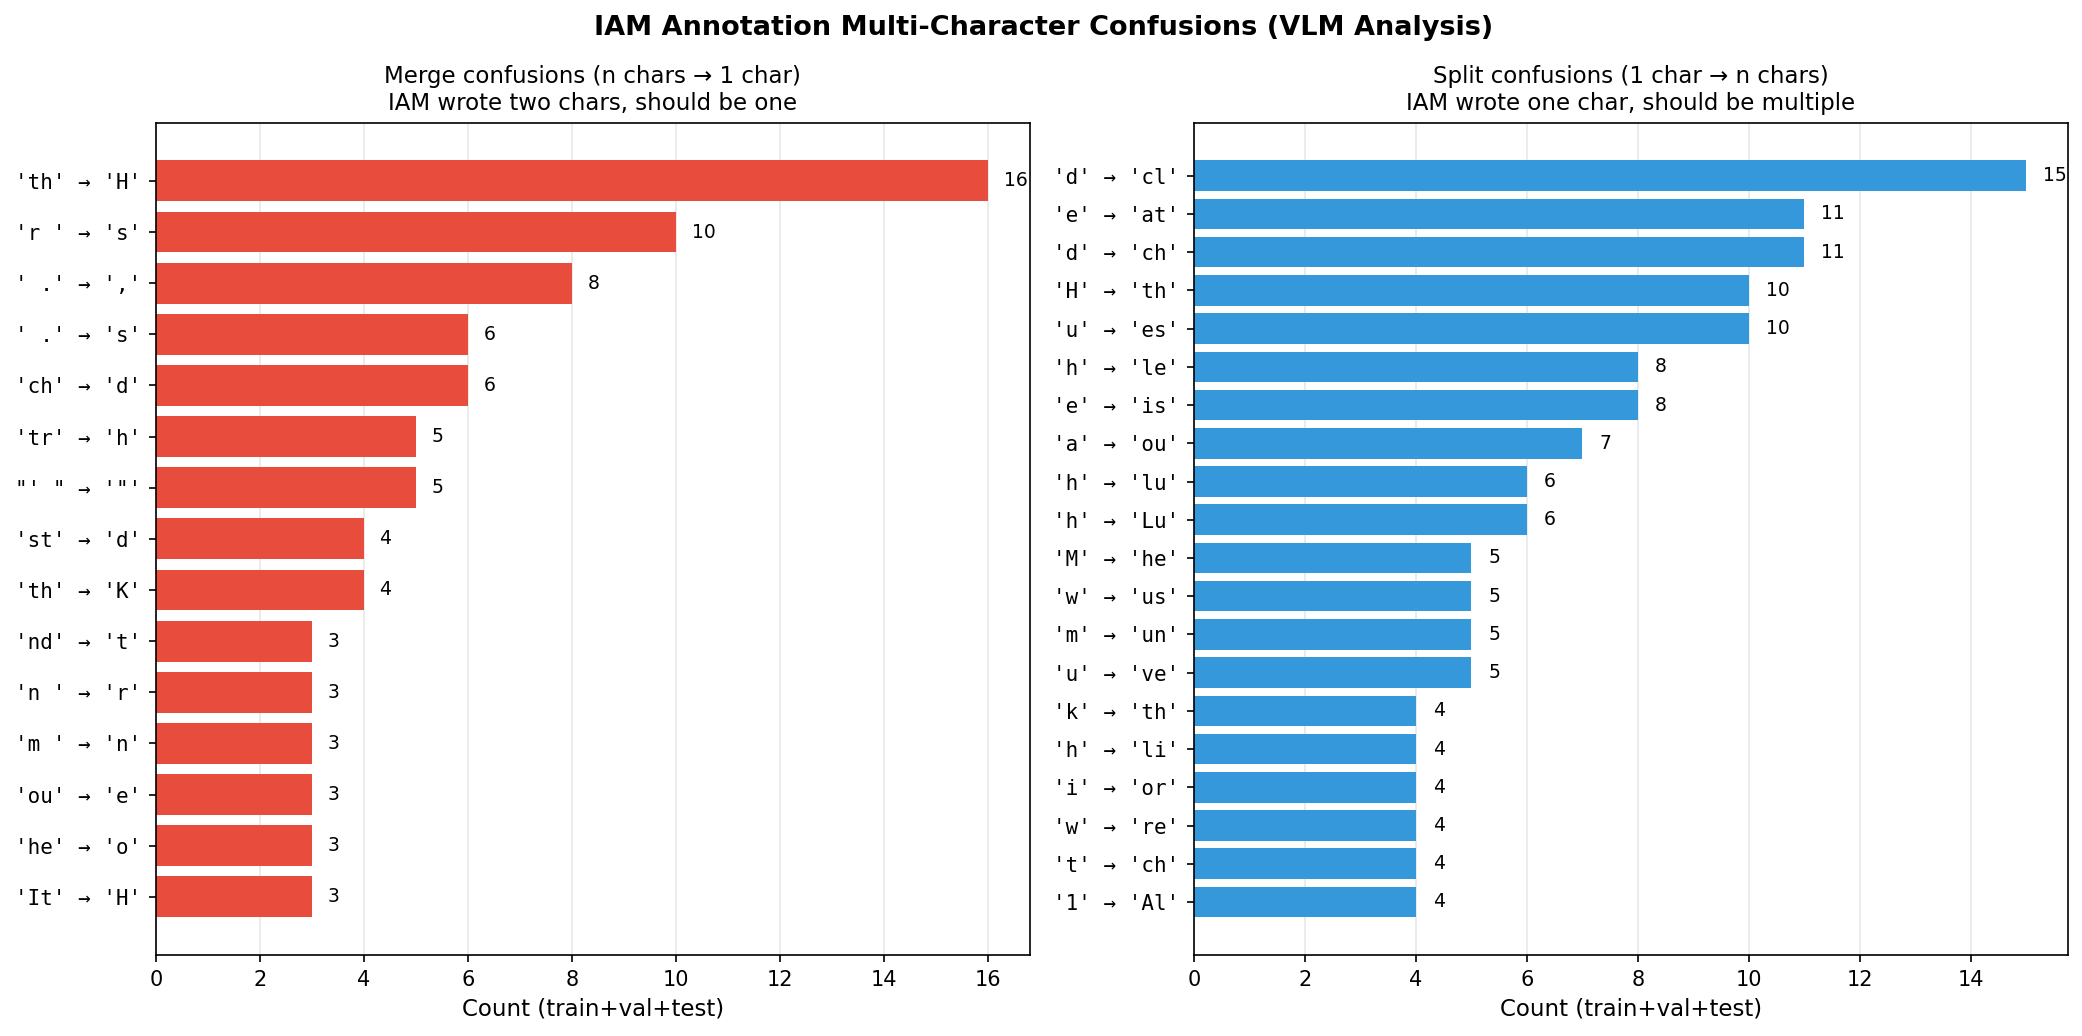 IAM Annotation Multi-Character Confusions (VLM Analysis)
Merge confusions (n chars → 1 char)
IAM wrote two chars, should be one
'th' → 'H' 16
'r ' → 's' 10
' .' → ',' 8
' .' → 's' 6
'ch' → 'd' 6
'tr' → 'h' 5
"' " → '"' 5
'st' → 'd' 4
'th' → 'K' 4
'nd' → 't' 3
'n ' → 'r' 3
'm ' → 'n' 3
'ou' → 'e' 3
'he' → 'o' 3
'It' → 'H' 3
0 2 4 6 8 10 12 14 16
Count (train+val+test)
Split confusions (1 char → n chars)
IAM wrote one char, should be multiple
'd' → 'cl' 15
'e' → 'at' 11
'd' → 'ch' 11
'H' → 'th' 10
'u' → 'es' 10
'h' → 'le' 8
'e' → 'is' 8
'a' → 'ou' 7
'h' → 'lu' 6
'h' → 'Lu' 6
'M' → 'he' 5
'w' → 'us' 5
'm' → 'un' 5
'u' → 've' 5
'k' → 'th' 4
'h' → 'li' 4
'i' → 'or' 4
'w' → 're' 4
't' → 'ch' 4
'1' → 'Al' 4
0 2 4 6 8 10 12 14
Count (train+val+test)